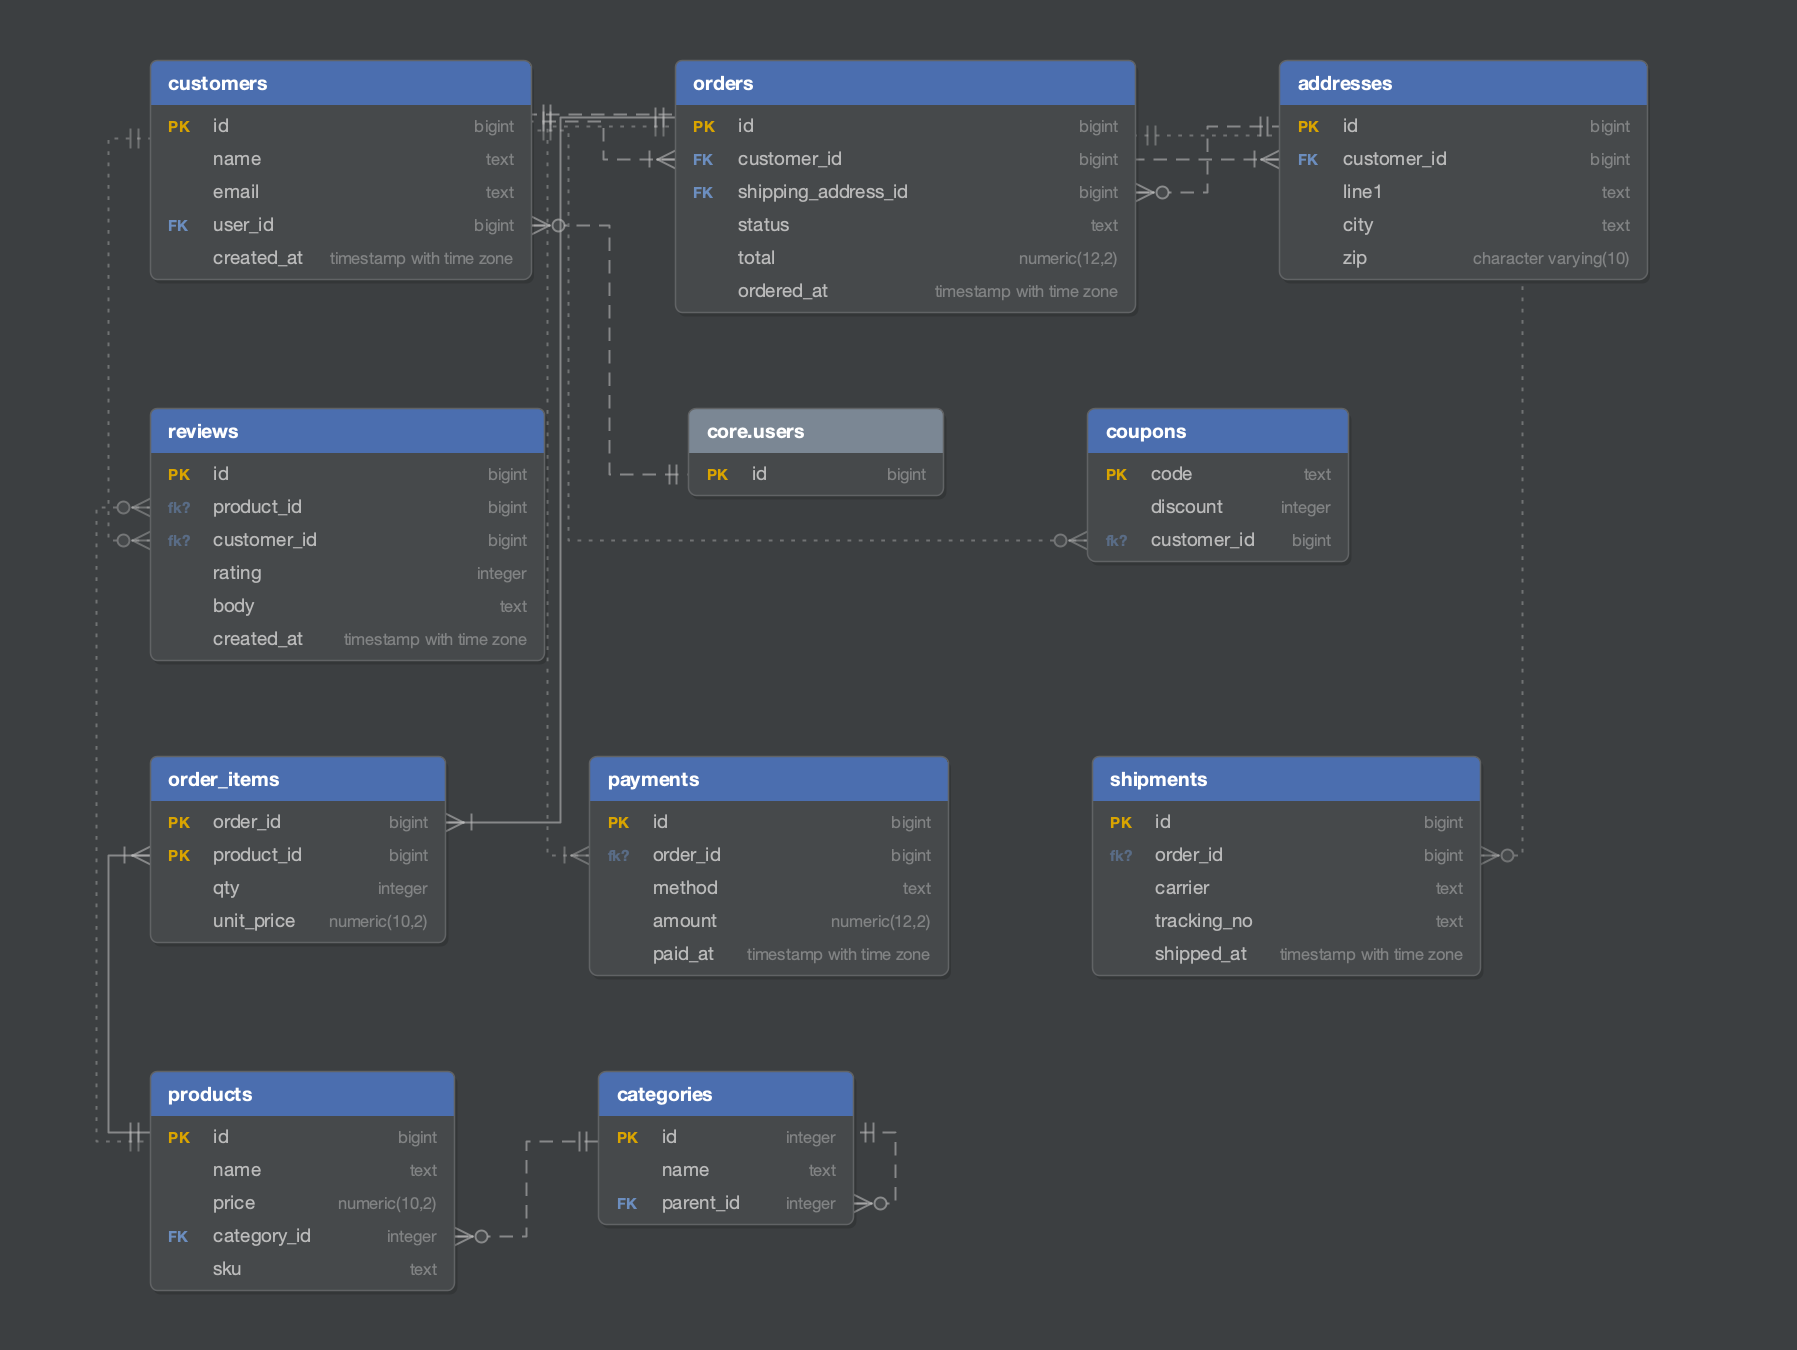 customers
PK id bigint
name text
email text
FK user_id bigint
created_at timestamp with time zone
orders
PK id bigint
FK customer_id bigint
FK shipping_address_id bigint
status text
total numeric(12,2)
ordered_at timestamp with time zone
addresses
PK id bigint
FK customer_id bigint
line1 text
city text
zip character varying(10)
reviews
PK id bigint
fk? product_id bigint
fk? customer_id bigint
rating integer
body text
created_at timestamp with time zone
core.users
PK id bigint
coupons
PK code text
discount integer
fk? customer_id bigint
order_items
PK order_id bigint
PK product_id bigint
qty integer
unit_price numeric(10,2)
payments
PK id bigint
fk? order_id bigint
method text
amount numeric(12,2)
paid_at timestamp with time zone
shipments
PK id bigint
fk? order_id bigint
carrier text
tracking_no text
shipped_at timestamp with time zone
products
PK id bigint
name text
price numeric(10,2)
FK category_id integer
sku text
categories
PK id integer
name text
FK parent_id integer